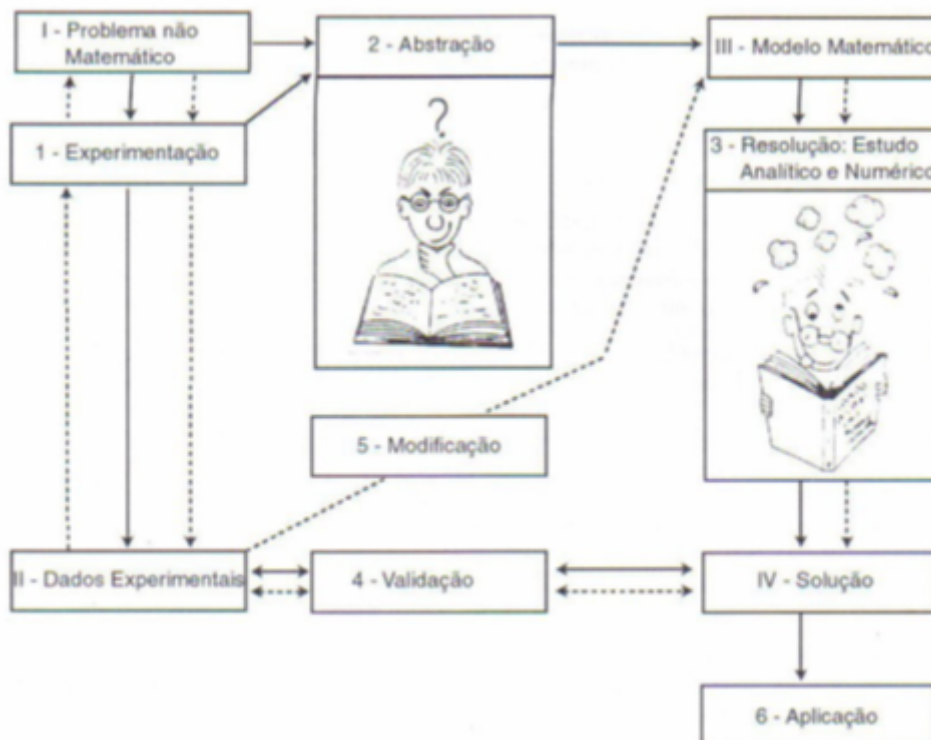 I - Problema não
Matemático
2 - Abstração
III - Modelo Matemático
1 - Experimentação
3 - Resolução: Estudo
Analítico e Numérico
?
5 - Modificação
II - Dados Experimentais
4 - Validação
IV - Solução
6 - Aplicação